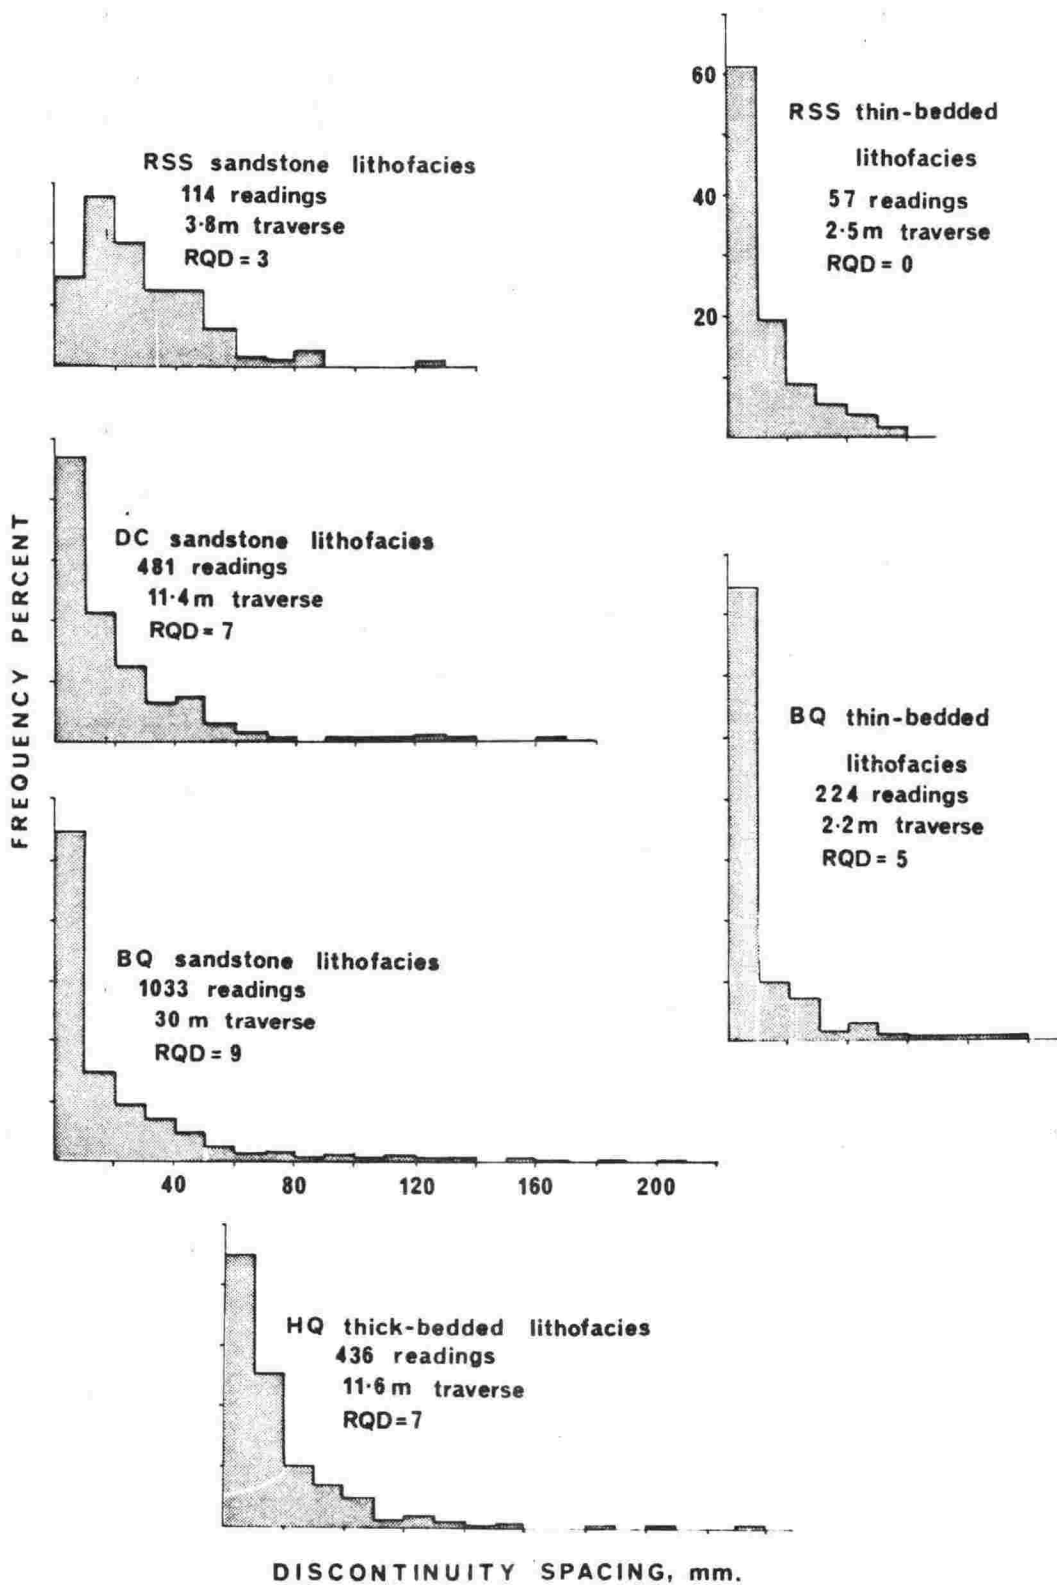 RSS sandstone lithofacies
114 readings
3·8m traverse
RQD = 3
60
40
20
RSS thin-bedded
lithofacies
57 readings
2·5m traverse
RQD = 0
FREQUENCY PERCENT
DC sandstone lithofacies
481 readings
11·4m traverse
RQD = 7
BQ thin-bedded
lithofacies
224 readings
2·2m traverse
RQD = 5
BQ sandstone lithofacies
1033 readings
30 m traverse
RQD = 9
40 80 120 160 200
HQ thick-bedded lithofacies
436 readings
11·6m traverse
RQD=7
DISCONTINUITY SPACING, mm.